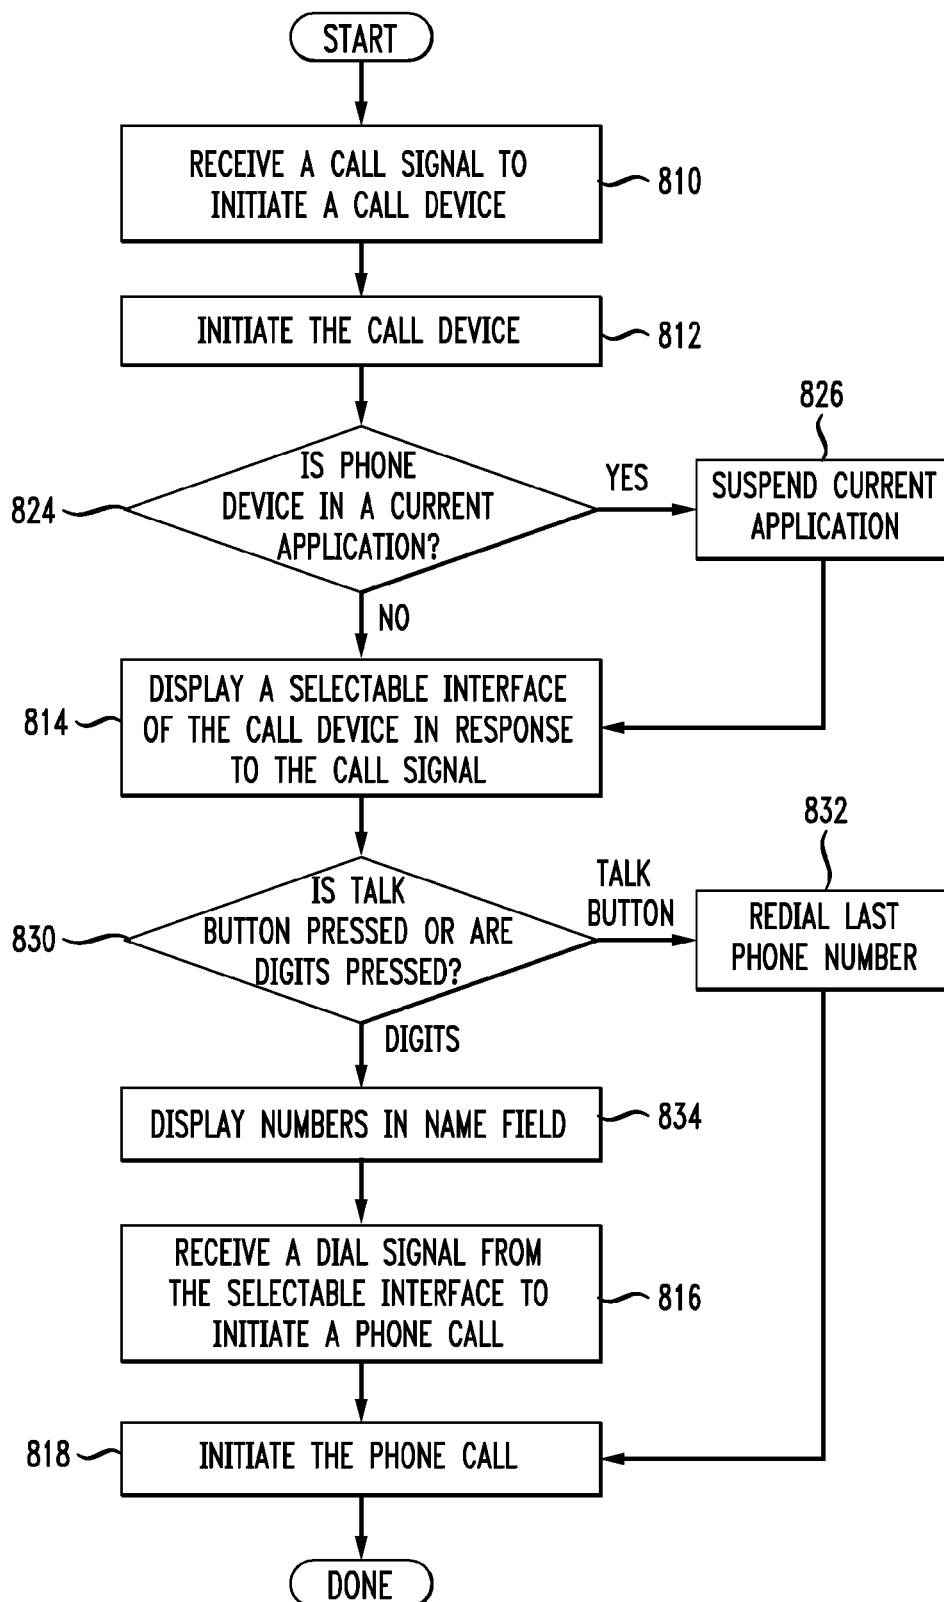 START
RECEIVE A CALL SIGNAL TO
INITIATE A CALL DEVICE
810
INITIATE THE CALL DEVICE
812
826
IS PHONE
DEVICE IN A CURRENT
APPLICATION?
824
YES
SUSPEND CURRENT
APPLICATION
NO
DISPLAY A SELECTABLE INTERFACE
OF THE CALL DEVICE IN RESPONSE
TO THE CALL SIGNAL
814
832
IS TALK
BUTTON PRESSED OR ARE
DIGITS PRESSED?
830
TALK
BUTTON
REDIAL LAST
PHONE NUMBER
DIGITS
DISPLAY NUMBERS IN NAME FIELD
834
RECEIVE A DIAL SIGNAL FROM
THE SELECTABLE INTERFACE TO
INITIATE A PHONE CALL
816
818
INITIATE THE PHONE CALL
DONE